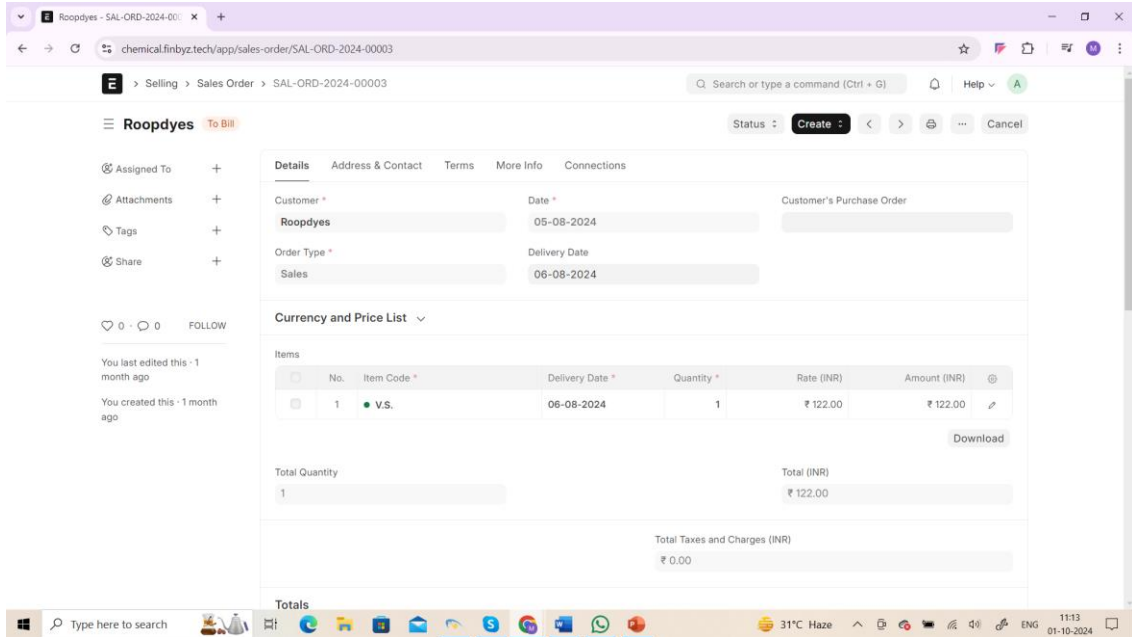 Roopdyes - SAL-ORD-2024-000
chemical.finbyz.tech/app/sales-order/SAL-ORD-2024-00003
M
E > Selling > Sales Order > SAL-ORD-2024-00003
Search or type a command (Ctrl + G)
Help
A
Roopdyes To Bill
Status Create ... Cancel
Assigned To +
Attachments +
Tags +
Share +
0 · 0 FOLLOW
You last edited this · 1
month ago
You created this · 1 month
ago
Details Address & Contact Terms More Info Connections
Customer * Date * Customer's Purchase Order
Roopdyes 05-08-2024
Order Type * Delivery Date
Sales 06-08-2024
Currency and Price List
Items
No. Item Code * Delivery Date * Quantity * Rate (INR) Amount (INR)
1 V.S. 06-08-2024 1 ₹ 122.00 ₹ 122.00
Download
Total Quantity Total (INR)
1 ₹ 122.00
Total Taxes and Charges (INR)
₹ 0.00
Totals
Type here to search
31°C Haze ENG 11:13
01-10-2024